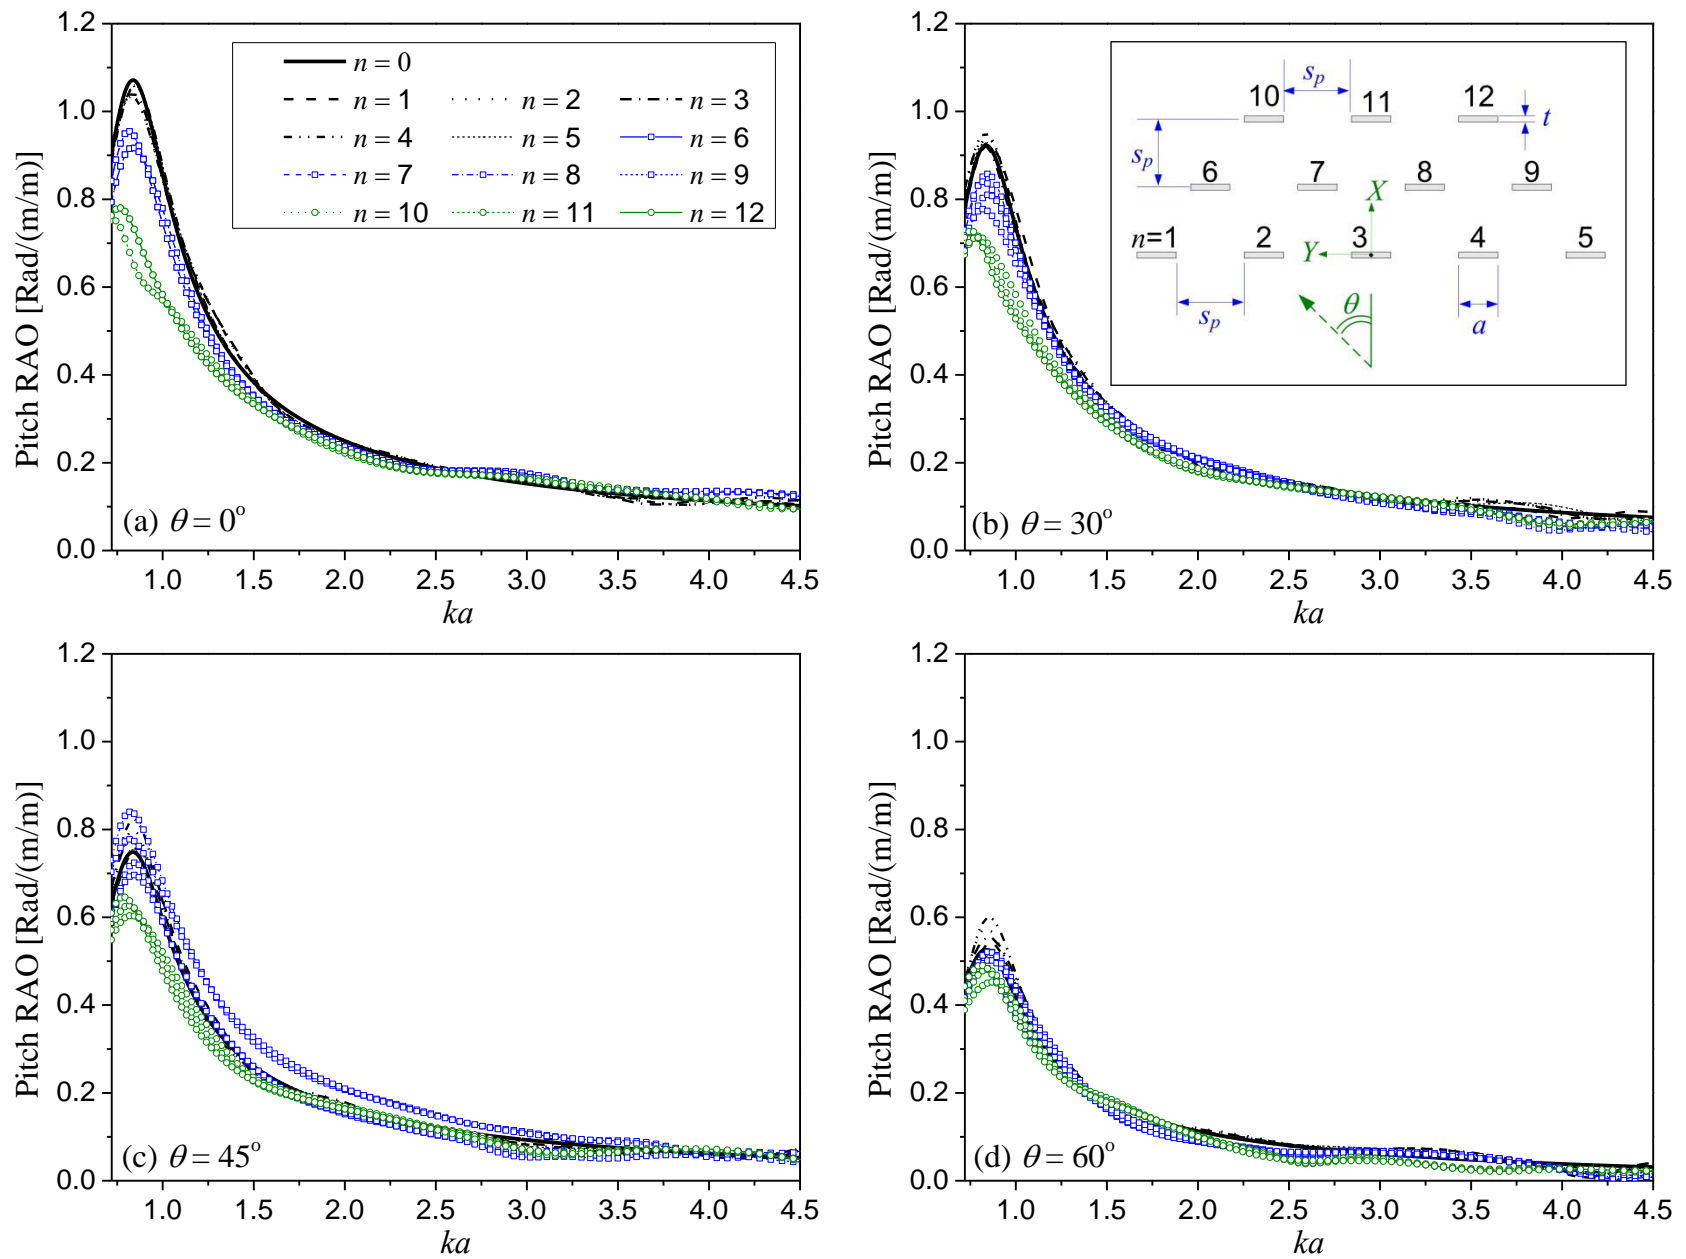 1.2
1.0
0.8
0.6
0.4
0.2
0.0
Pitch RAO [Rad/(m/m)]
n = 0
n = 1 n = 2 n = 3
n = 4 n = 5 n = 6
n = 7 n = 8 n = 9
n = 10 n = 11 n = 12
(a) θ = 0°
1.0 1.5 2.0 2.5 3.0 3.5 4.0 4.5
ka
1.2
1.0
0.8
0.6
0.4
0.2
0.0
Pitch RAO [Rad/(m/m)]
sp
10 11 12
t
sp
6 7 8 9
X
n=1 2 3 4 5
Y
θ
sp a
(b) θ = 30°
1.0 1.5 2.0 2.5 3.0 3.5 4.0 4.5
ka
1.2
1.0
0.8
0.6
0.4
0.2
0.0
Pitch RAO [Rad/(m/m)]
(c) θ = 45°
1.0 1.5 2.0 2.5 3.0 3.5 4.0 4.5
ka
1.2
1.0
0.8
0.6
0.4
0.2
0.0
Pitch RAO [Rad/(m/m)]
(d) θ = 60°
1.0 1.5 2.0 2.5 3.0 3.5 4.0 4.5
ka